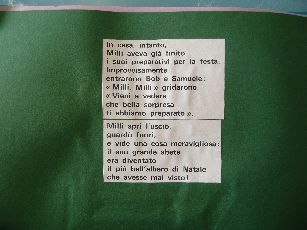 In casa, intanto,
Milli aveva già finito
i suoi preparativi per la festa.
Improvvisamente
entrarono Bob e Samuele:
« Milli, Milli » gridarono
« Vieni a vedere
che bella sorpresa
ti abbiamo preparato ».
Milli aprì l'uscio,
guardò fuori,
e vide una cosa meravigliosa:
il suo grande abete
era diventato
il più bell'albero di Natale
che avesse mai visto!